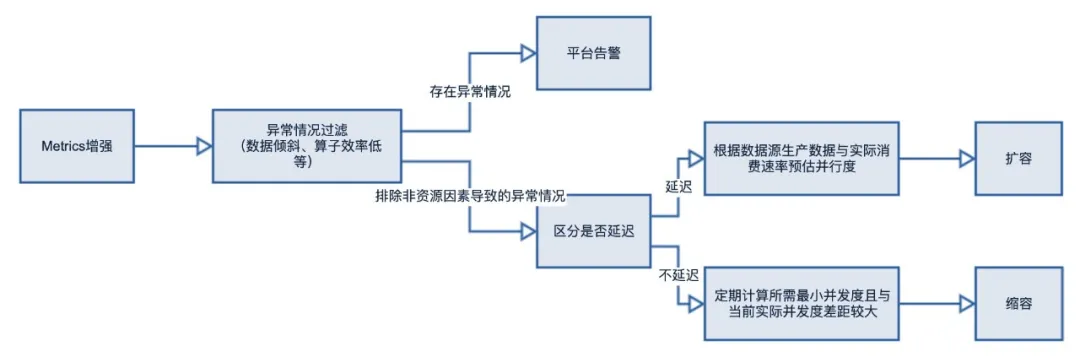 平台告警
存在异常情况
Metrics增强
异常情况过滤
（数据倾斜、算子效率低
等）
根据数据源生产数据与实际消
费速率预估并行度
扩容
延迟
排除非资源因素导致的异常情况
区分是否延迟
不延迟
定期计算所需最小并发度且与
当前实际并发度差距较大
缩容